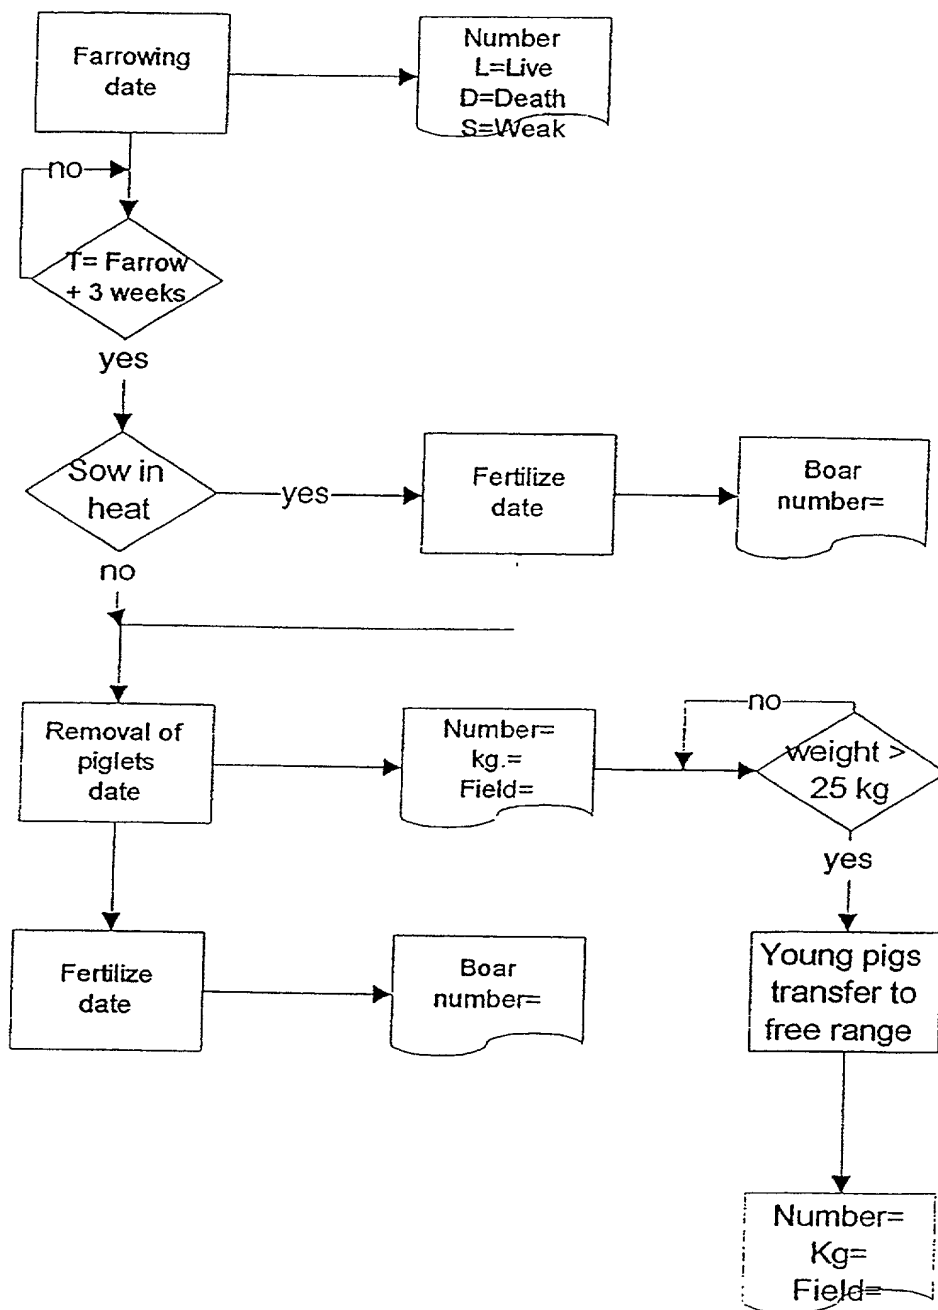 Farrowing
date
Number
L=Live
D=Death
S=Weak
no
T= Farrow
+ 3 weeks
yes
Sow in
heat
yes
Fertilize
date
Boar
number=
no
Removal of
piglets
date
Number=
kg.=
Field=
no
weight >
25 kg
yes
Fertilize
date
Boar
number=
Young pigs
transfer to
free range
Number=
Kg=
Field=